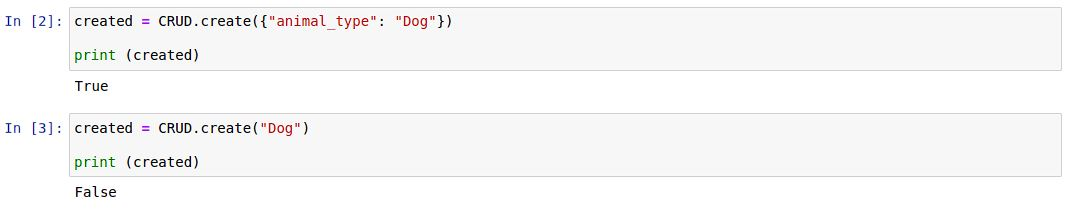 In [2]: created = CRUD.create({"animal_type": "Dog"})
print (created)
True
In [3]: created = CRUD.create("Dog")
print (created)
False